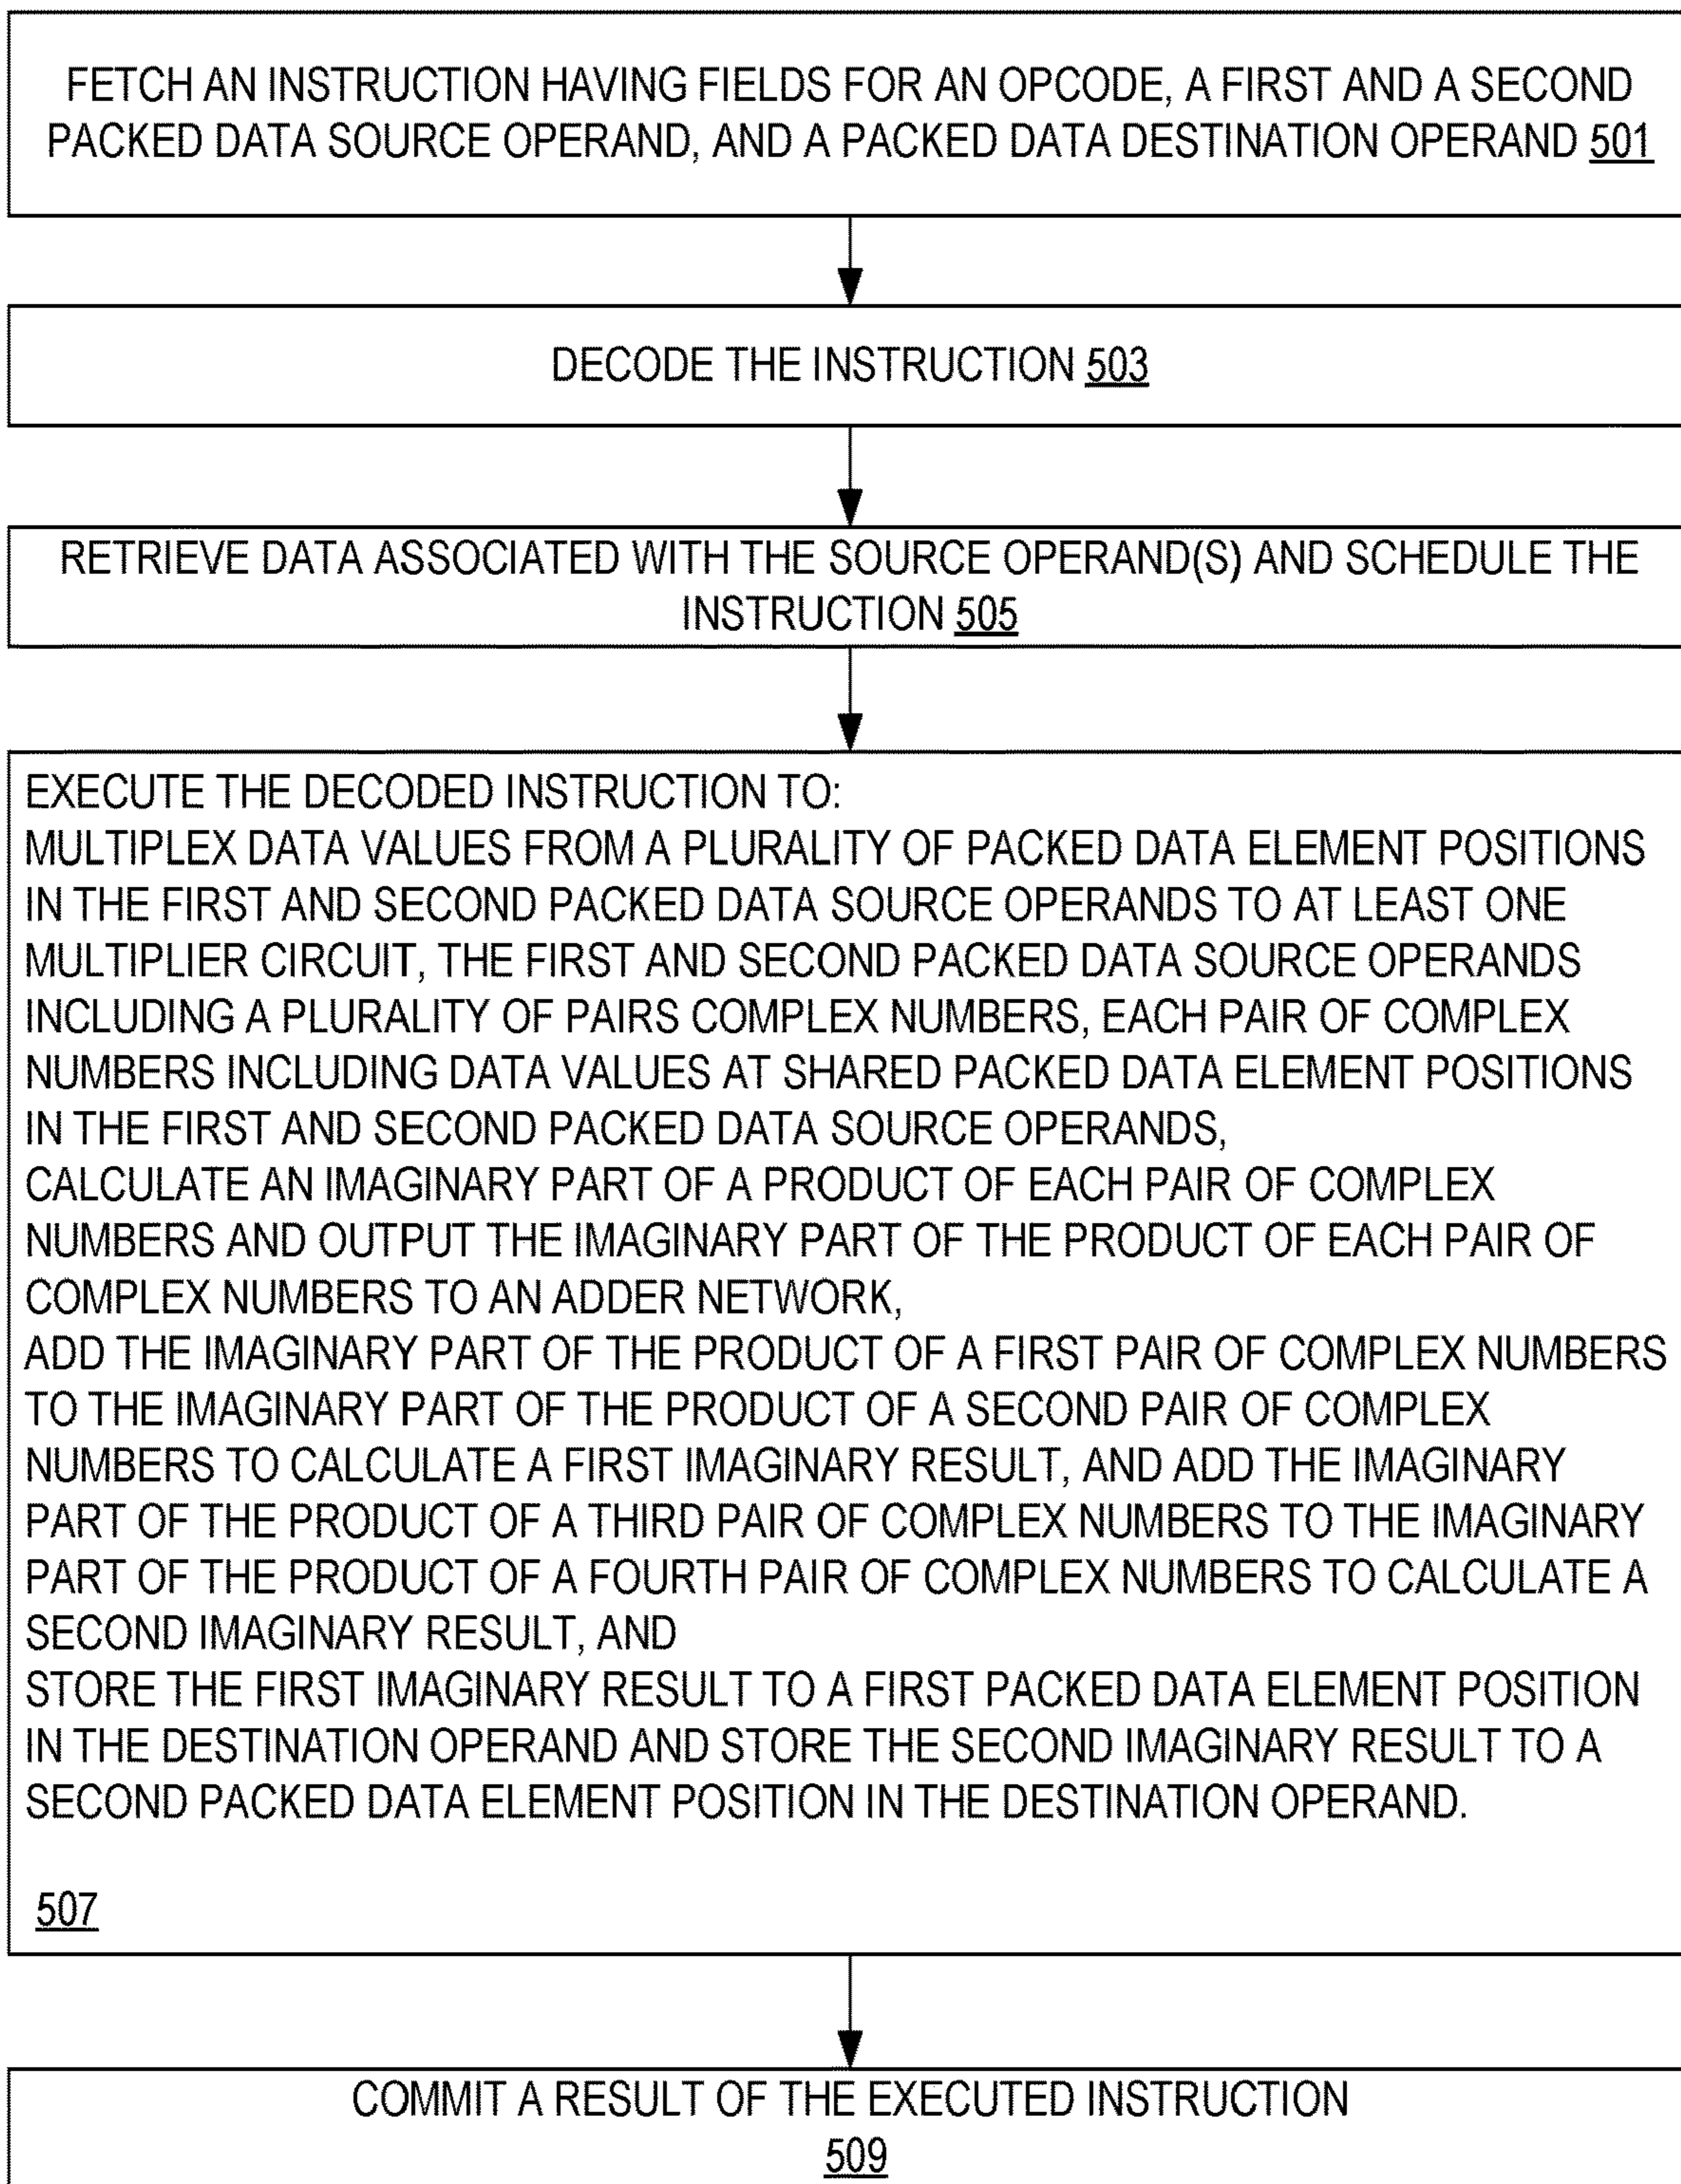 FETCH AN INSTRUCTION HAVING FIELDS FOR AN OPCODE, A FIRST AND A SECOND
PACKED DATA SOURCE OPERAND, AND A PACKED DATA DESTINATION OPERAND 501
DECODE THE INSTRUCTION 503
RETRIEVE DATA ASSOCIATED WITH THE SOURCE OPERAND(S) AND SCHEDULE THE
INSTRUCTION 505
EXECUTE THE DECODED INSTRUCTION TO:
MULTIPLEX DATA VALUES FROM A PLURALITY OF PACKED DATA ELEMENT POSITIONS
IN THE FIRST AND SECOND PACKED DATA SOURCE OPERANDS TO AT LEAST ONE
MULTIPLIER CIRCUIT, THE FIRST AND SECOND PACKED DATA SOURCE OPERANDS
INCLUDING A PLURALITY OF PAIRS COMPLEX NUMBERS, EACH PAIR OF COMPLEX
NUMBERS INCLUDING DATA VALUES AT SHARED PACKED DATA ELEMENT POSITIONS
IN THE FIRST AND SECOND PACKED DATA SOURCE OPERANDS,
CALCULATE AN IMAGINARY PART OF A PRODUCT OF EACH PAIR OF COMPLEX
NUMBERS AND OUTPUT THE IMAGINARY PART OF THE PRODUCT OF EACH PAIR OF
COMPLEX NUMBERS TO AN ADDER NETWORK,
ADD THE IMAGINARY PART OF THE PRODUCT OF A FIRST PAIR OF COMPLEX NUMBERS
TO THE IMAGINARY PART OF THE PRODUCT OF A SECOND PAIR OF COMPLEX
NUMBERS TO CALCULATE A FIRST IMAGINARY RESULT, AND ADD THE IMAGINARY
PART OF THE PRODUCT OF A THIRD PAIR OF COMPLEX NUMBERS TO THE IMAGINARY
PART OF THE PRODUCT OF A FOURTH PAIR OF COMPLEX NUMBERS TO CALCULATE A
SECOND IMAGINARY RESULT, AND
STORE THE FIRST IMAGINARY RESULT TO A FIRST PACKED DATA ELEMENT POSITION
IN THE DESTINATION OPERAND AND STORE THE SECOND IMAGINARY RESULT TO A
SECOND PACKED DATA ELEMENT POSITION IN THE DESTINATION OPERAND.
507
COMMIT A RESULT OF THE EXECUTED INSTRUCTION
509